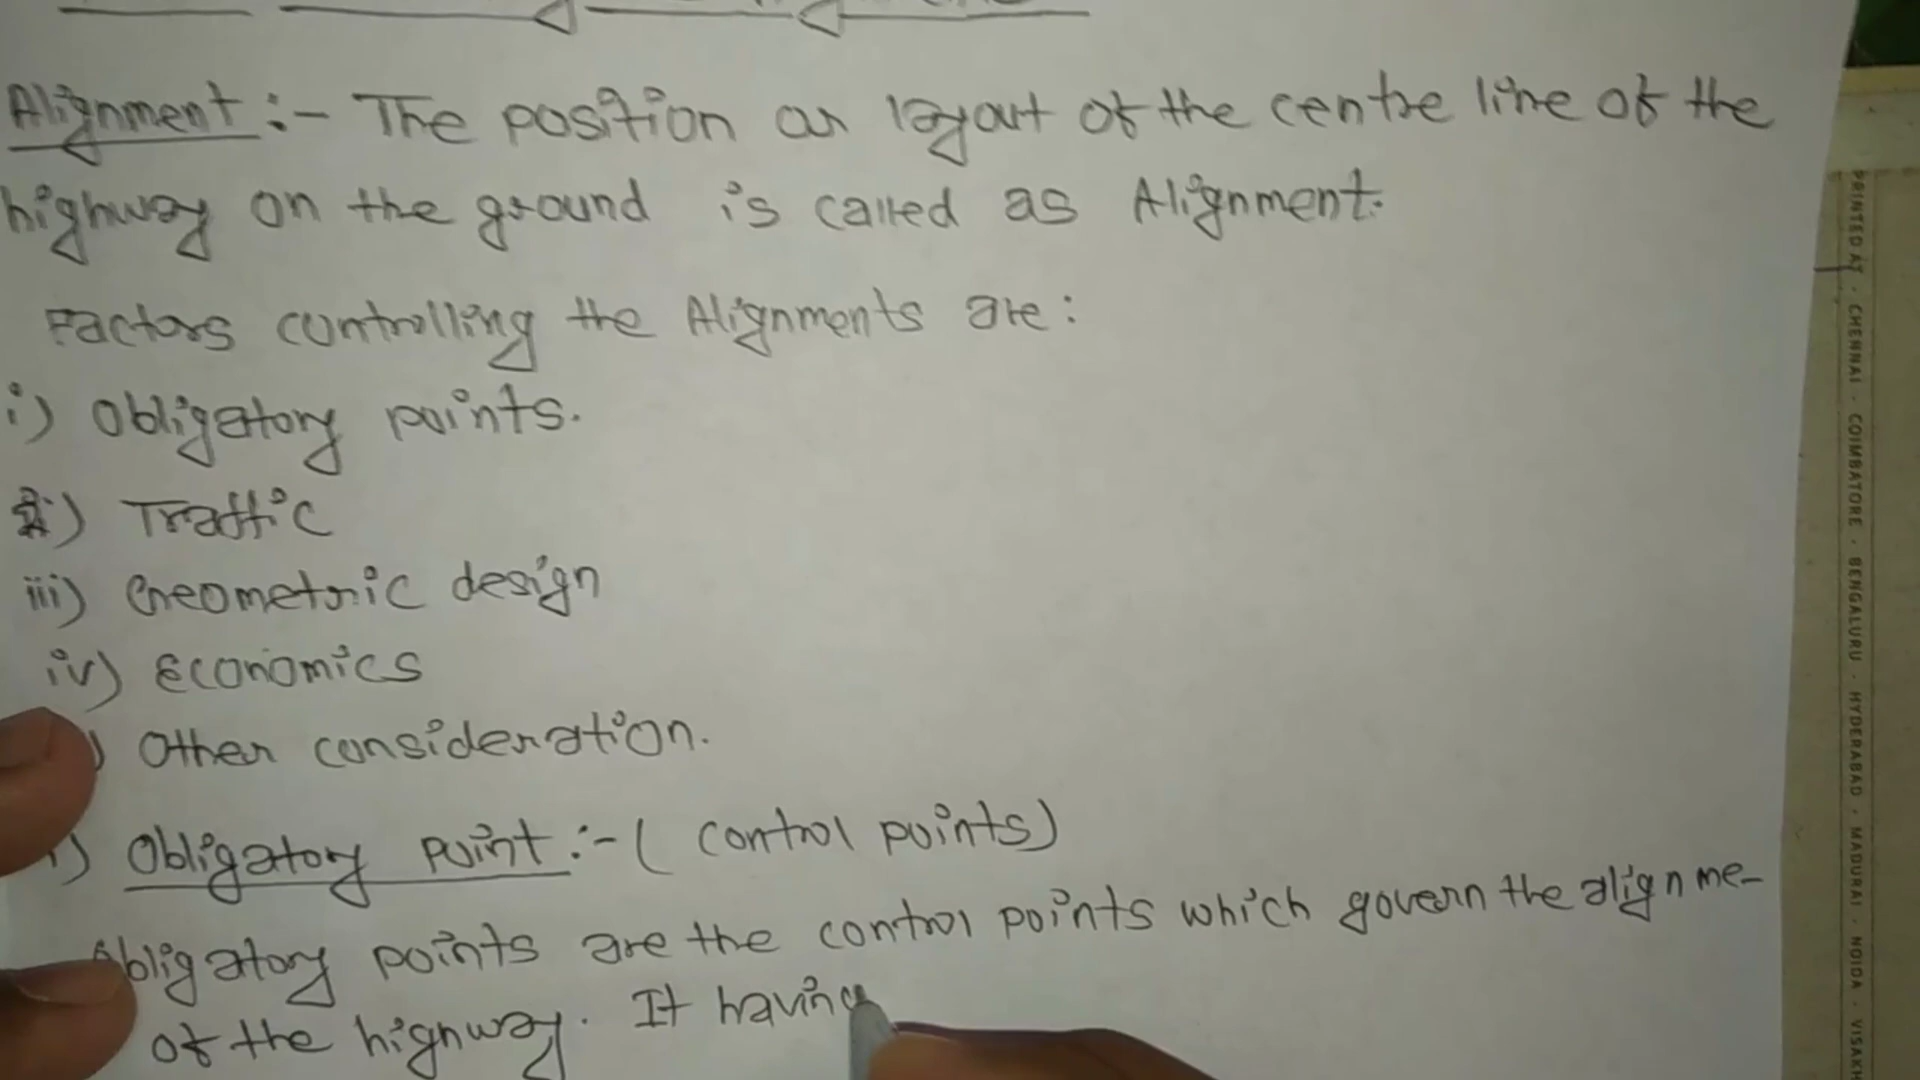 Alignment :- The position or layout of the centre line of the
highway on the ground is called as Alignment.
Factors controlling the Alignments are :
i) Obligatory points.
ii) Traffic
iii) Geometric design
iv) Economics
) Other consideration.
i) Obligatory point :- ( control points)
Obligatory points are the control points which govern the alignme-
of the highway. It having
PRINTED AT · CHENNAI · COIMBATORE · BENGALURU · HYDERABAD · MADURAI · NOIDA · VISAKH